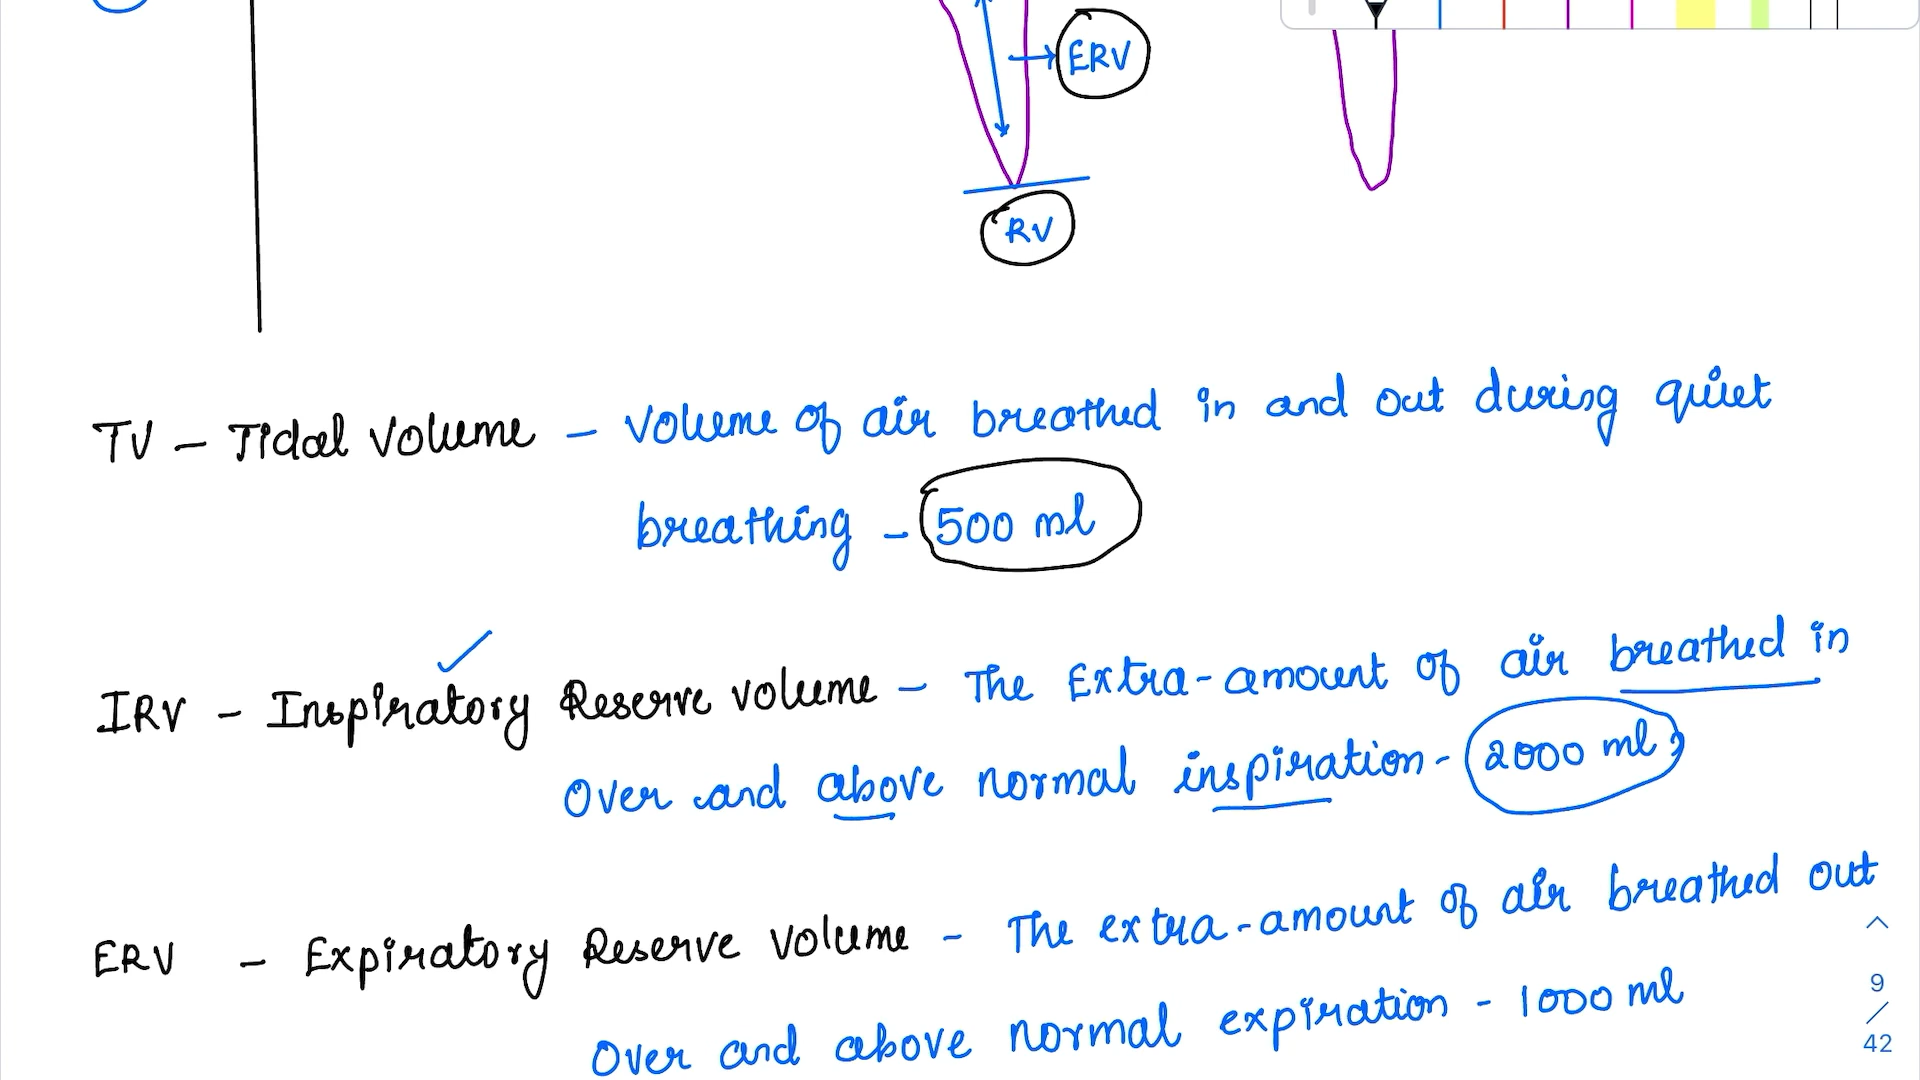 ERV
RV
TV - Tidal volume - volume of air breathed in and out during quiet
breathing - 500 ml
IRV - Inspiratory Reserve volume - The Extra-amount of air breathed in
Over and above normal inspiration - 2000 ml
ERV - Expiratory Reserve volume - The extra-amount of air breathed out
Over and above normal expiration - 1000 ml
9
/
42